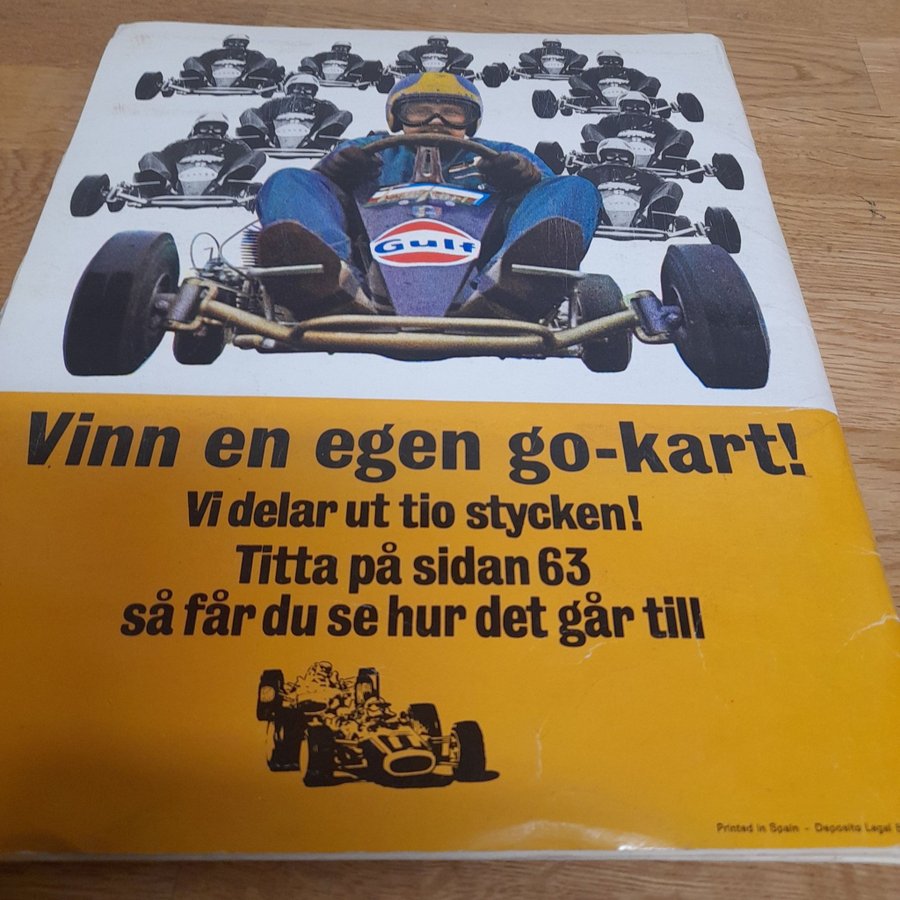 Gulf
Vinn en egen go-kart!
Vi delar ut tio stycken!
Titta på sidan 63
så får du se hur det går till
11
Printed in Spain - Deposito Legal